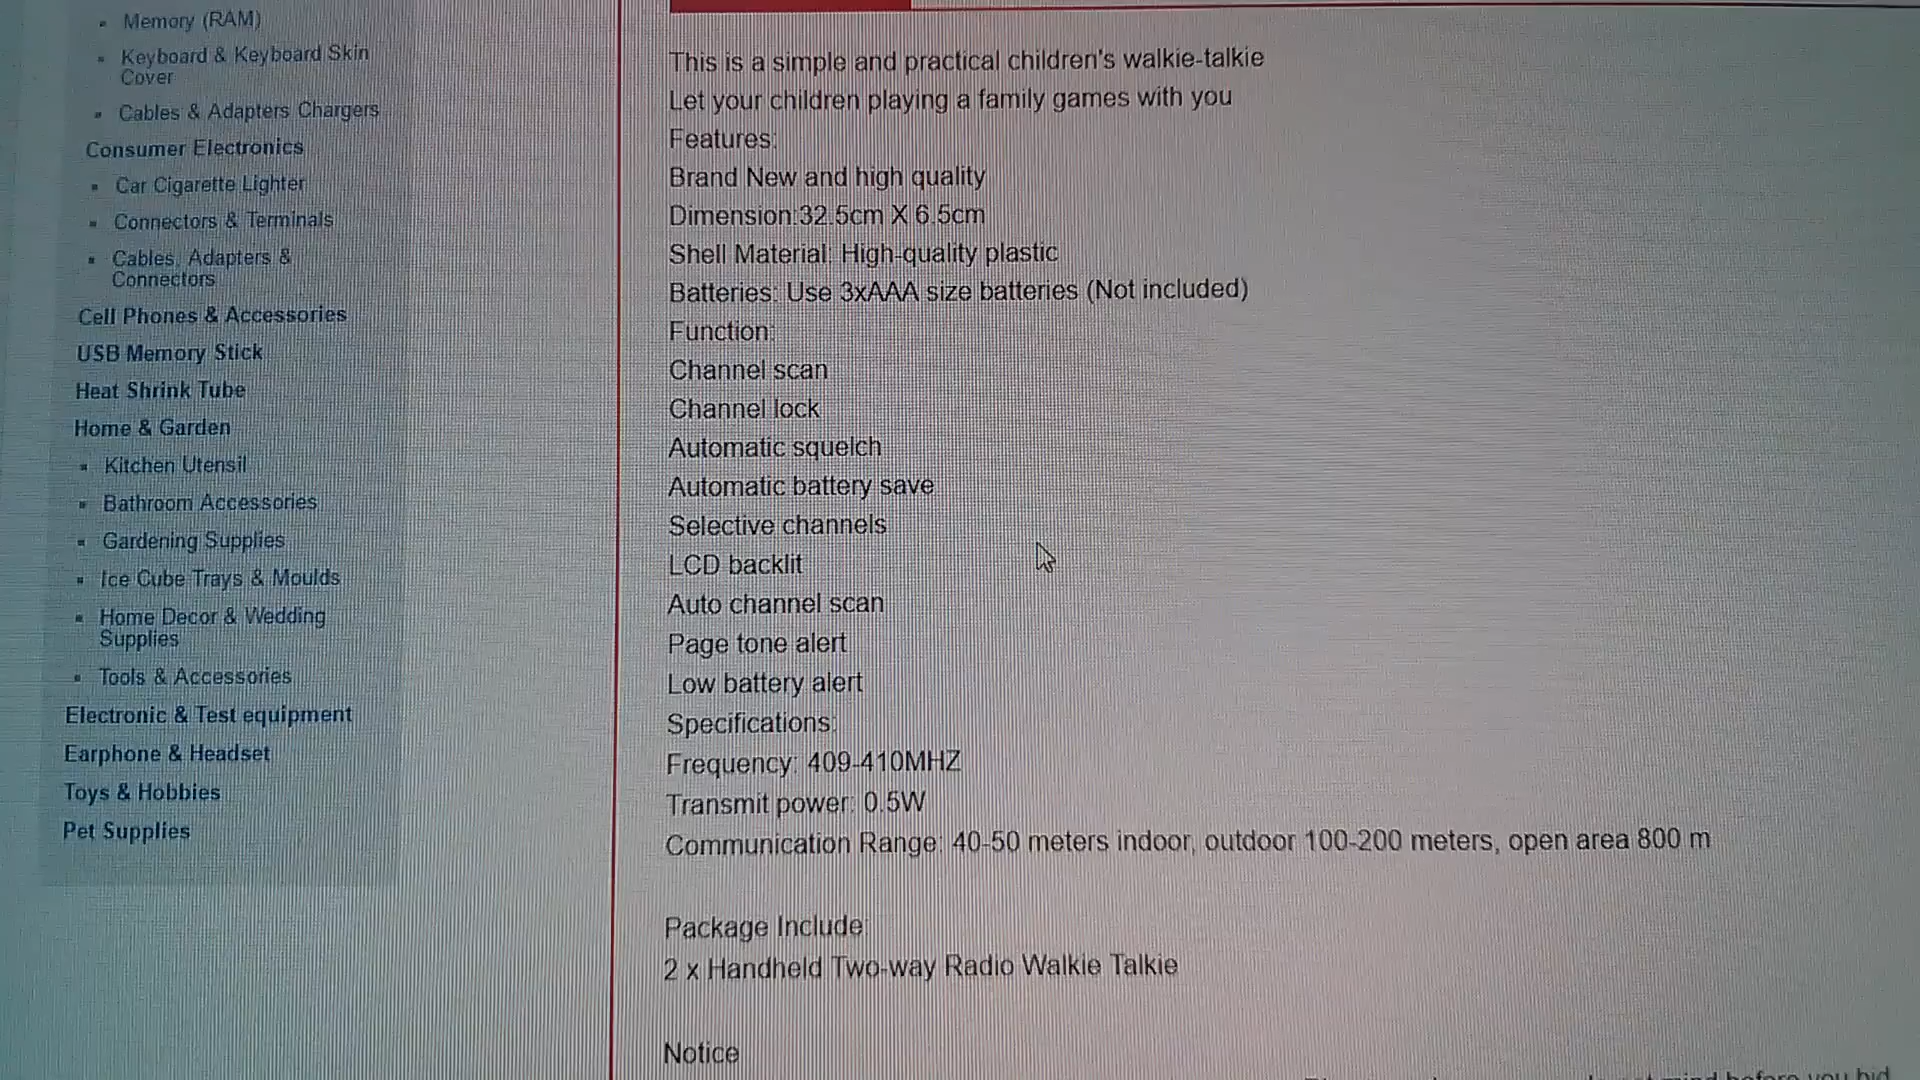 Memory (RAM)
Keyboard & Keyboard Skin
Cover
Cables & Adapters Chargers
Consumer Electronics
Car Cigarette Lighter
Connectors & Terminals
Cables, Adapters &
Connectors
Cell Phones & Accessories
USB Memory Stick
Heat Shrink Tube
Home & Garden
Kitchen Utensil
Bathroom Accessories
Gardening Supplies
Ice Cube Trays & Moulds
Home Decor & Wedding
Supplies
Tools & Accessories
Electronic & Test equipment
Earphone & Headset
Toys & Hobbies
Pet Supplies
This is a simple and practical children's walkie-talkie
Let your children playing a family games with you
Features:
Brand New and high quality
Dimension:32.5cm X 6.5cm
Shell Material: High-quality plastic
Batteries: Use 3xAAA size batteries (Not included)
Function:
Channel scan
Channel lock
Automatic squelch
Automatic battery save
Selective channels
LCD backlit
Auto channel scan
Page tone alert
Low battery alert
Specifications:
Frequency: 409-410MHZ
Transmit power: 0.5W
Communication Range: 40-50 meters indoor, outdoor 100-200 meters, open area 800 m
Package Include:
2 x Handheld Two-way Radio Walkie Talkie
Notice
mind before you bid